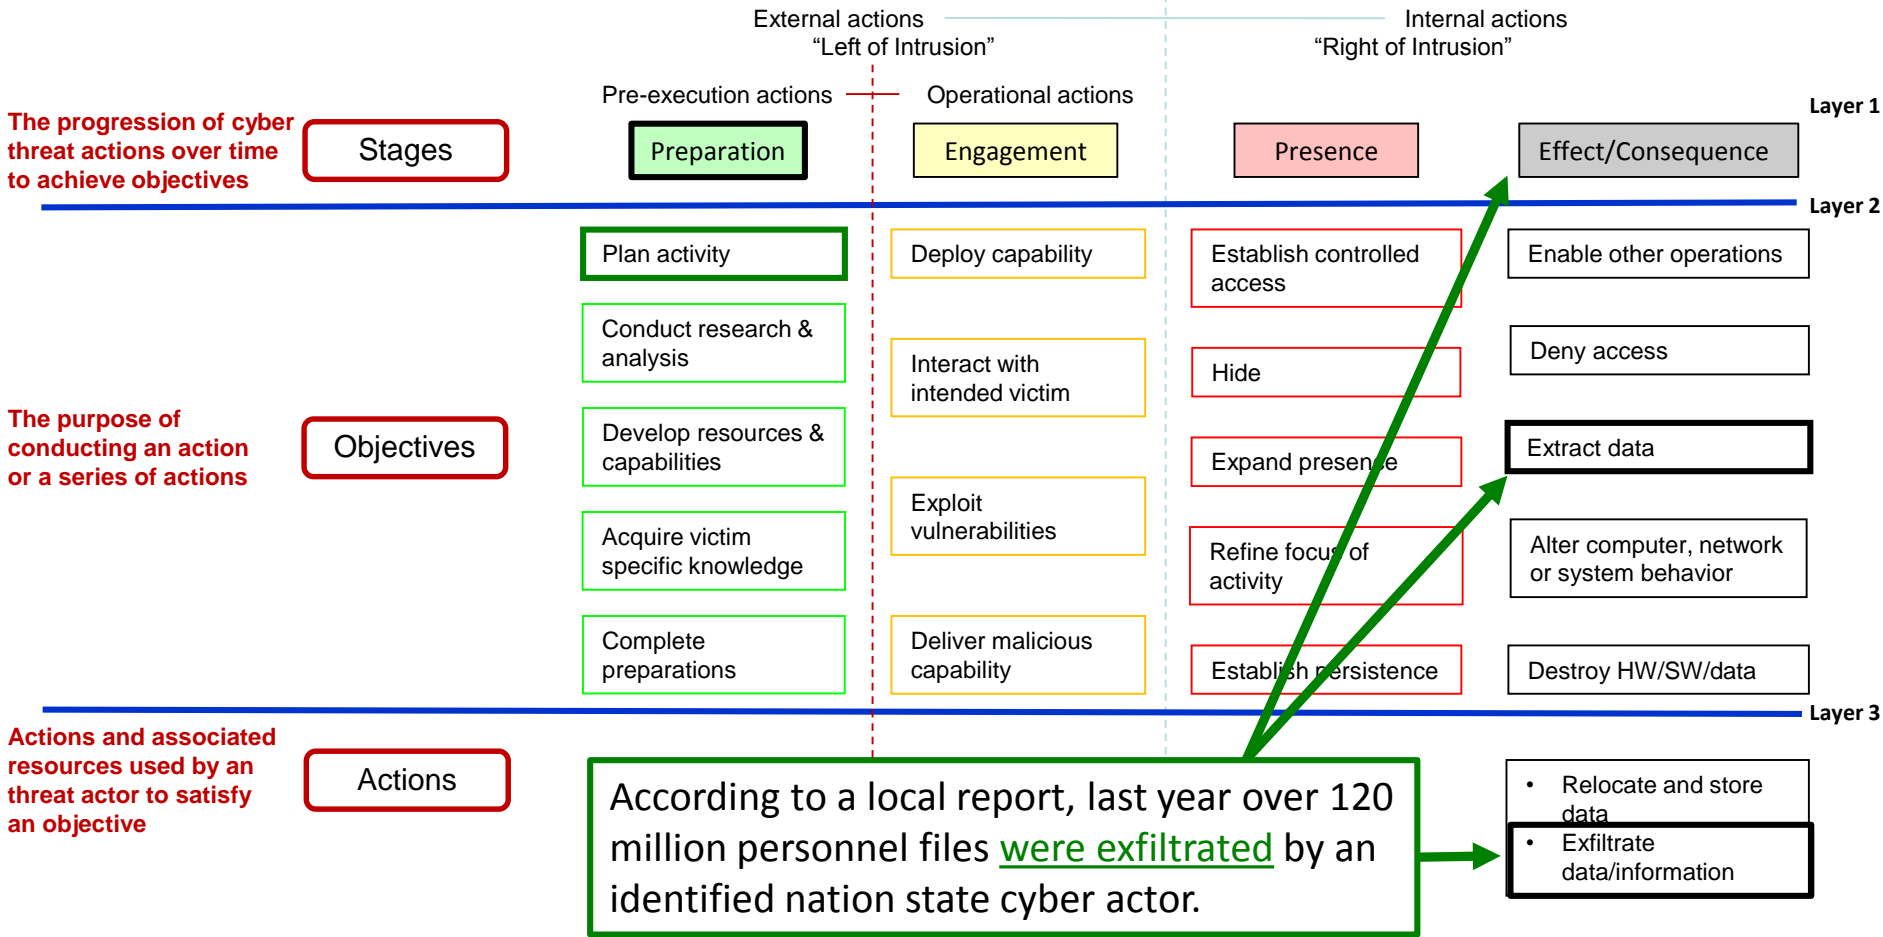 External actions
Internal actions
“Left of Intrusion”
“Right of Intrusion”
Pre-execution actions
Operational actions
Layer 1
The progression of cyber
threat actions over time
to achieve objectives
Stages
Preparation
Engagement
Presence
Effect/Consequence
Layer 2
Plan activity
Deploy capability
Establish controlled
access
Enable other operations
Conduct research &
analysis
Interact with
intended victim
Hide
Deny access
The purpose of
conducting an action
or a series of actions
Objectives
Develop resources &
capabilities
Exploit
vulnerabilities
Expand presence
Extract data
Acquire victim
specific knowledge
Refine focus of
activity
Alter computer, network
or system behavior
Complete
preparations
Deliver malicious
capability
Establish persistence
Destroy HW/SW/data
Layer 3
Actions and associated
resources used by an
threat actor to satisfy
an objective
Actions
According to a local report, last year over 120
million personnel files were exfiltrated by an
identified nation state cyber actor.
• Relocate and store
data
• Exfiltrate
data/information